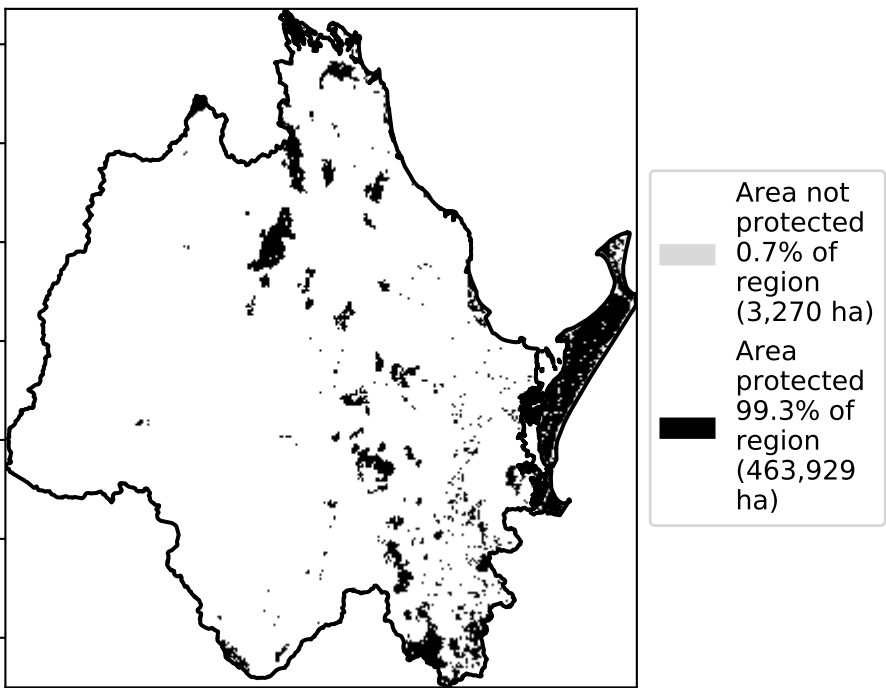 Area not
protected
0.7% of
region
(3,270 ha)
Area
protected
99.3% of
region
(463,929
ha)